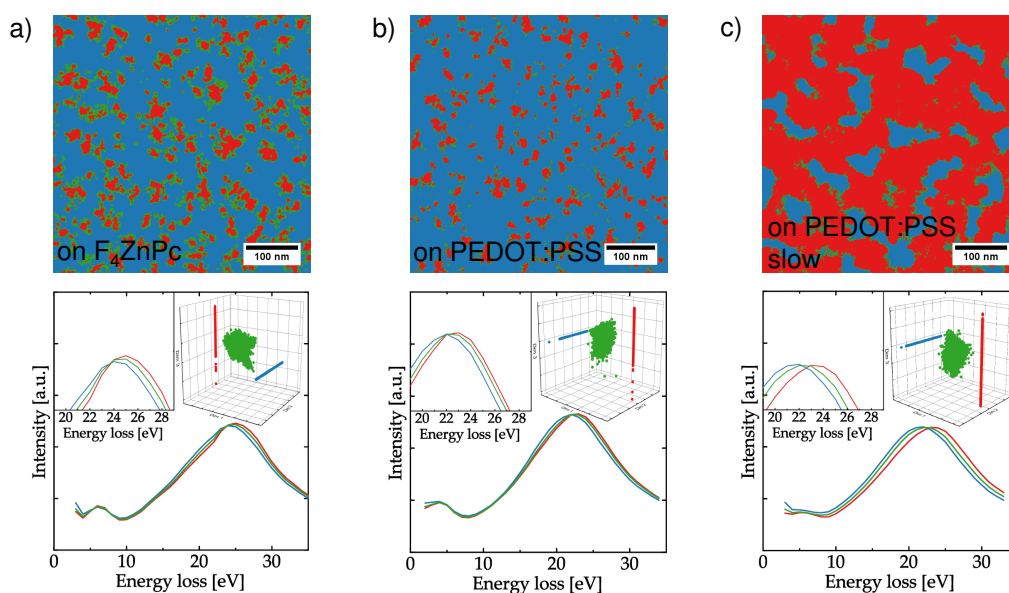 a)
on F4ZnPc
100 nm
b)
on PEDOT:PSS
100 nm
c)
on PEDOT:PSS
slow
100 nm
Intensity [a.u.]
20 22 24 26 28
Energy loss [eV]
Dim 3
0 10 20 30
Energy loss [eV]
Intensity [a.u.]
20 22 24 26 28
Energy loss [eV]
0 10 20 30
Energy loss [eV]
Intensity [a.u.]
20 22 24 26 28
Energy loss [eV]
0 10 20 30
Energy loss [eV]